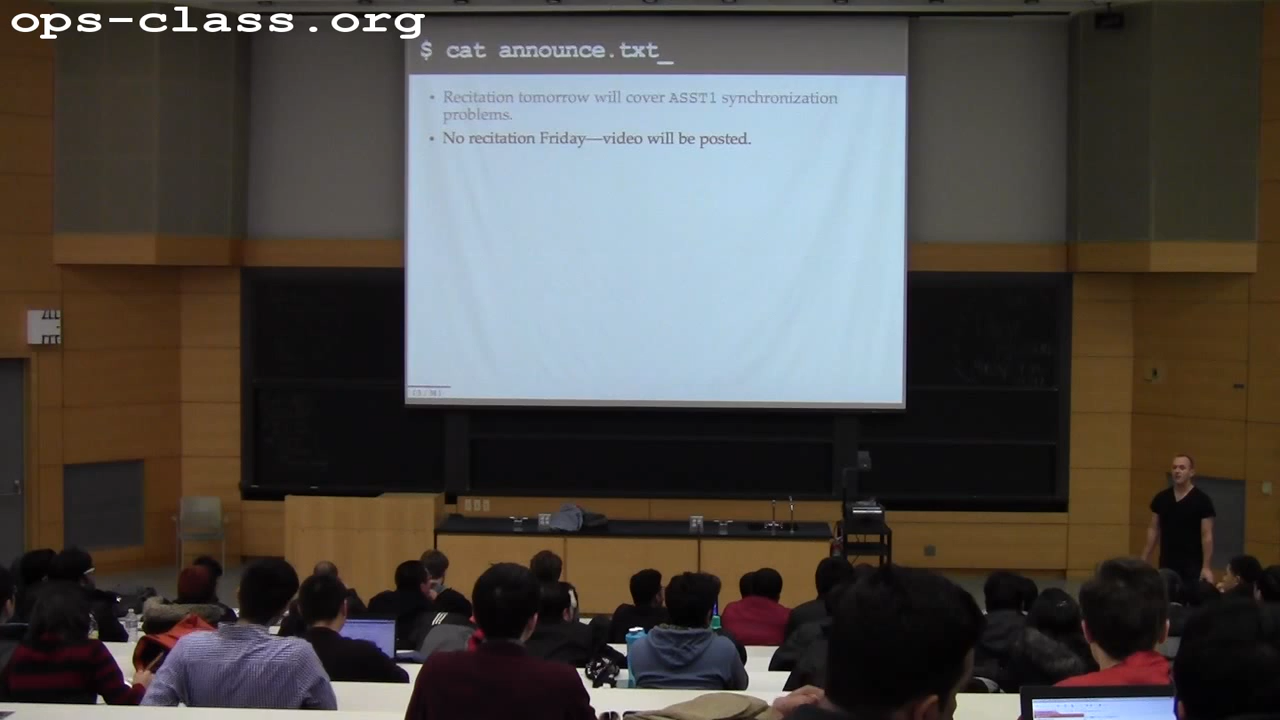 ops-class.org
$ cat announce.txt_
• Recitation tomorrow will cover ASST1 synchronization
problems.
• No recitation Friday—video will be posted.